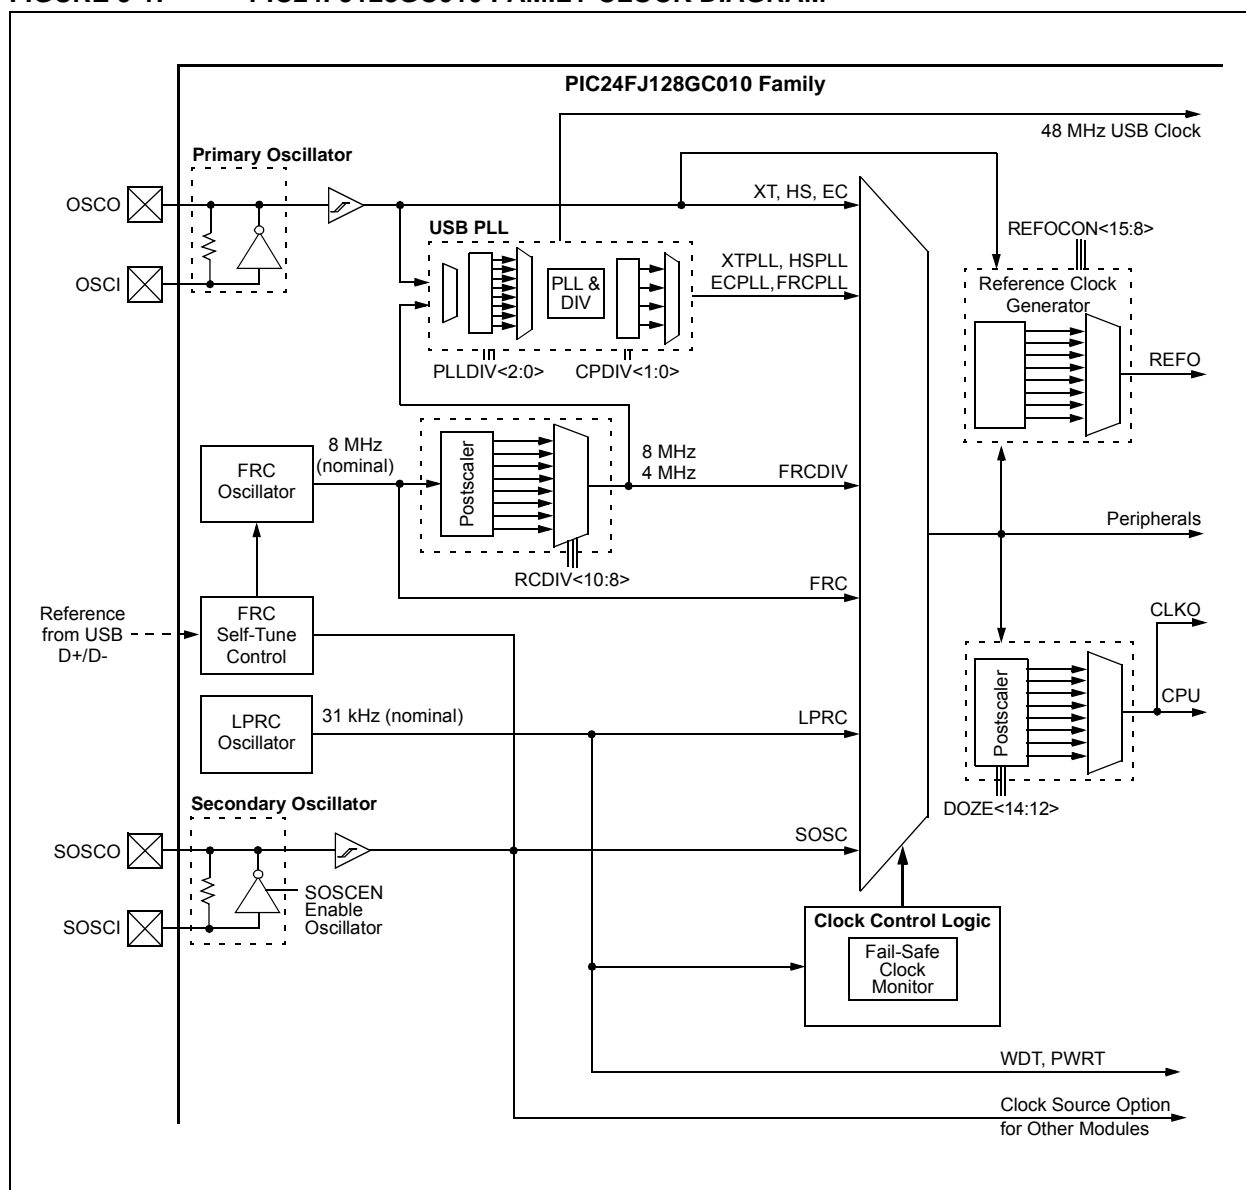 PIC24FJ128GC010 Family
48 MHz USB Clock
Primary Oscillator
OSCO
XT, HS, EC
USB PLL
REFOCON<15:8>
XTPLL, HSPLL
ECPLL, FRCPLL
OSCI
PLL &
DIV
Reference Clock
Generator
PLLDIV<2:0>
CPDIV<1:0>
REFO
8 MHz
(nominal)
FRC
Oscillator
Postscaler
8 MHz
4 MHz
FRCDIV
Peripherals
RCDIV<10:8>
FRC
Reference
from USB
D+/D-
FRC
Self-Tune
Control
CLKO
CPU
Postscaler
LPRC
Oscillator
31 kHz (nominal)
LPRC
DOZE<14:12>
Secondary Oscillator
SOSCO
SOSC
SOSCEN
Enable
Oscillator
SOSCI
Clock Control Logic
Fail-Safe
Clock
Monitor
WDT, PWRT
Clock Source Option
for Other Modules